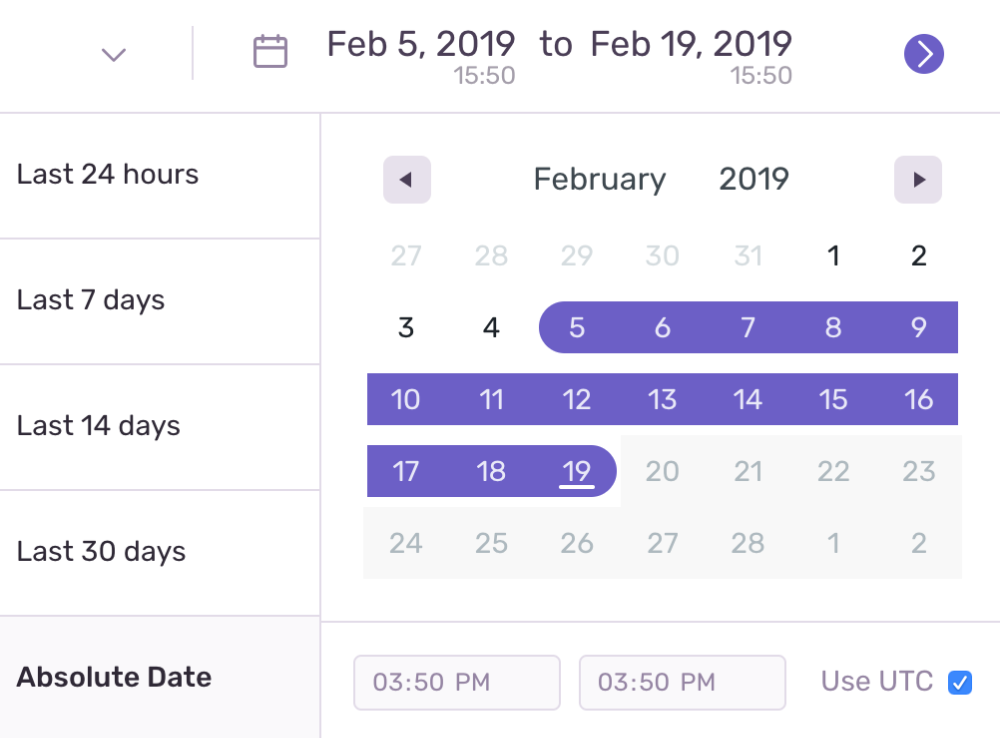 Feb 5, 2019 to Feb 19, 2019
15:50 15:50
Last 24 hours
Last 7 days
Last 14 days
Last 30 days
Absolute Date
February 2019
27 28 29 30 31 1 2
3 4 5 6 7 8 9
10 11 12 13 14 15 16
17 18 19 20 21 22 23
24 25 26 27 28 1 2
03:50 PM 03:50 PM Use UTC